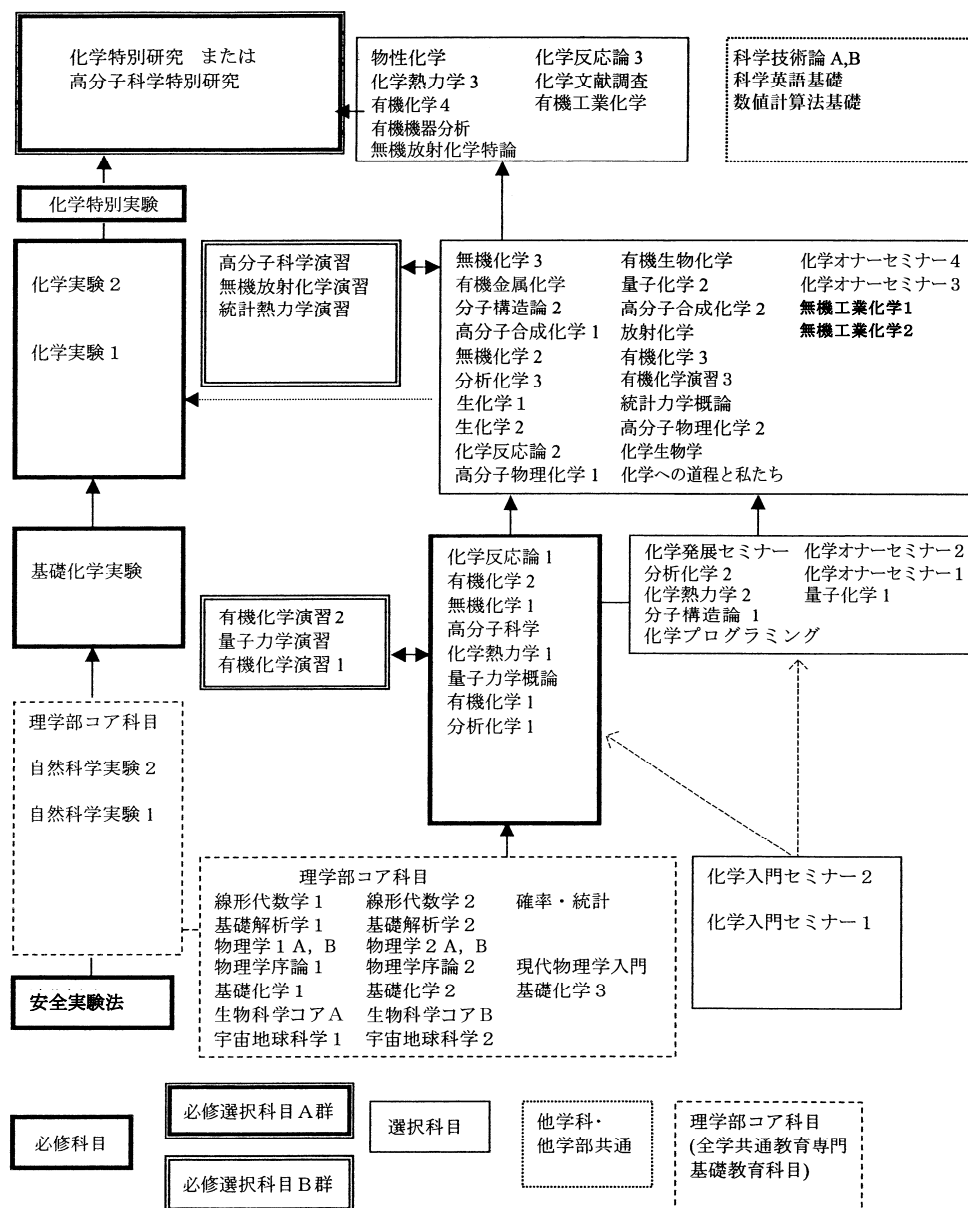 化学特別研究　または
高分子科学特別研究
物性化学　化学反応論3
化学熱力学3　化学文献調査
有機化学4　有機工業化学
有機機器分析
無機放射化学特論
科学技術論 A,B
科学英語基礎
数値計算法基礎
化学特別実験
化学実験2
化学実験1
高分子科学演習
無機放射化学演習
統計熱力学演習
無機化学3　有機生物化学　化学オナーセミナー4
有機金属化学　量子化学2　化学オナーセミナー3
分子構造論2　高分子合成化学2　無機工業化学1
高分子合成化学1　放射化学　無機工業化学2
無機化学2　有機化学3
分析化学3　有機化学演習3
生化学1　統計力学概論
生化学2　高分子物理化学2
化学反応論2　化学生物学
高分子物理化学1　化学への道程と私たち
基礎化学実験
有機化学演習2
量子力学演習
有機化学演習1
化学反応論1
有機化学2
無機化学1
高分子科学
化学熱力学1
量子力学概論
有機化学1
分析化学1
化学発展セミナー　化学オナーセミナー2
分析化学2　化学オナーセミナー1
化学熱力学2　量子化学1
分子構造論 1
化学プログラミング
理学部コア科目
自然科学実験2
自然科学実験1
安全実験法
理学部コア科目
線形代数学1　線形代数学2　確率・統計
基礎解析学1　基礎解析学2
物理学1A, B　物理学2A, B
物理学序論1　物理学序論2　現代物理学入門
基礎化学1　基礎化学2　基礎化学3
生物科学コアA　生物科学コアB
宇宙地球科学1　宇宙地球科学2
化学入門セミナー2
化学入門セミナー1
必修科目
必修選択科目A群
必修選択科目B群
選択科目
他学科・
他学部共通
理学部コア科目
(全学共通教育専門
基礎教育科目)